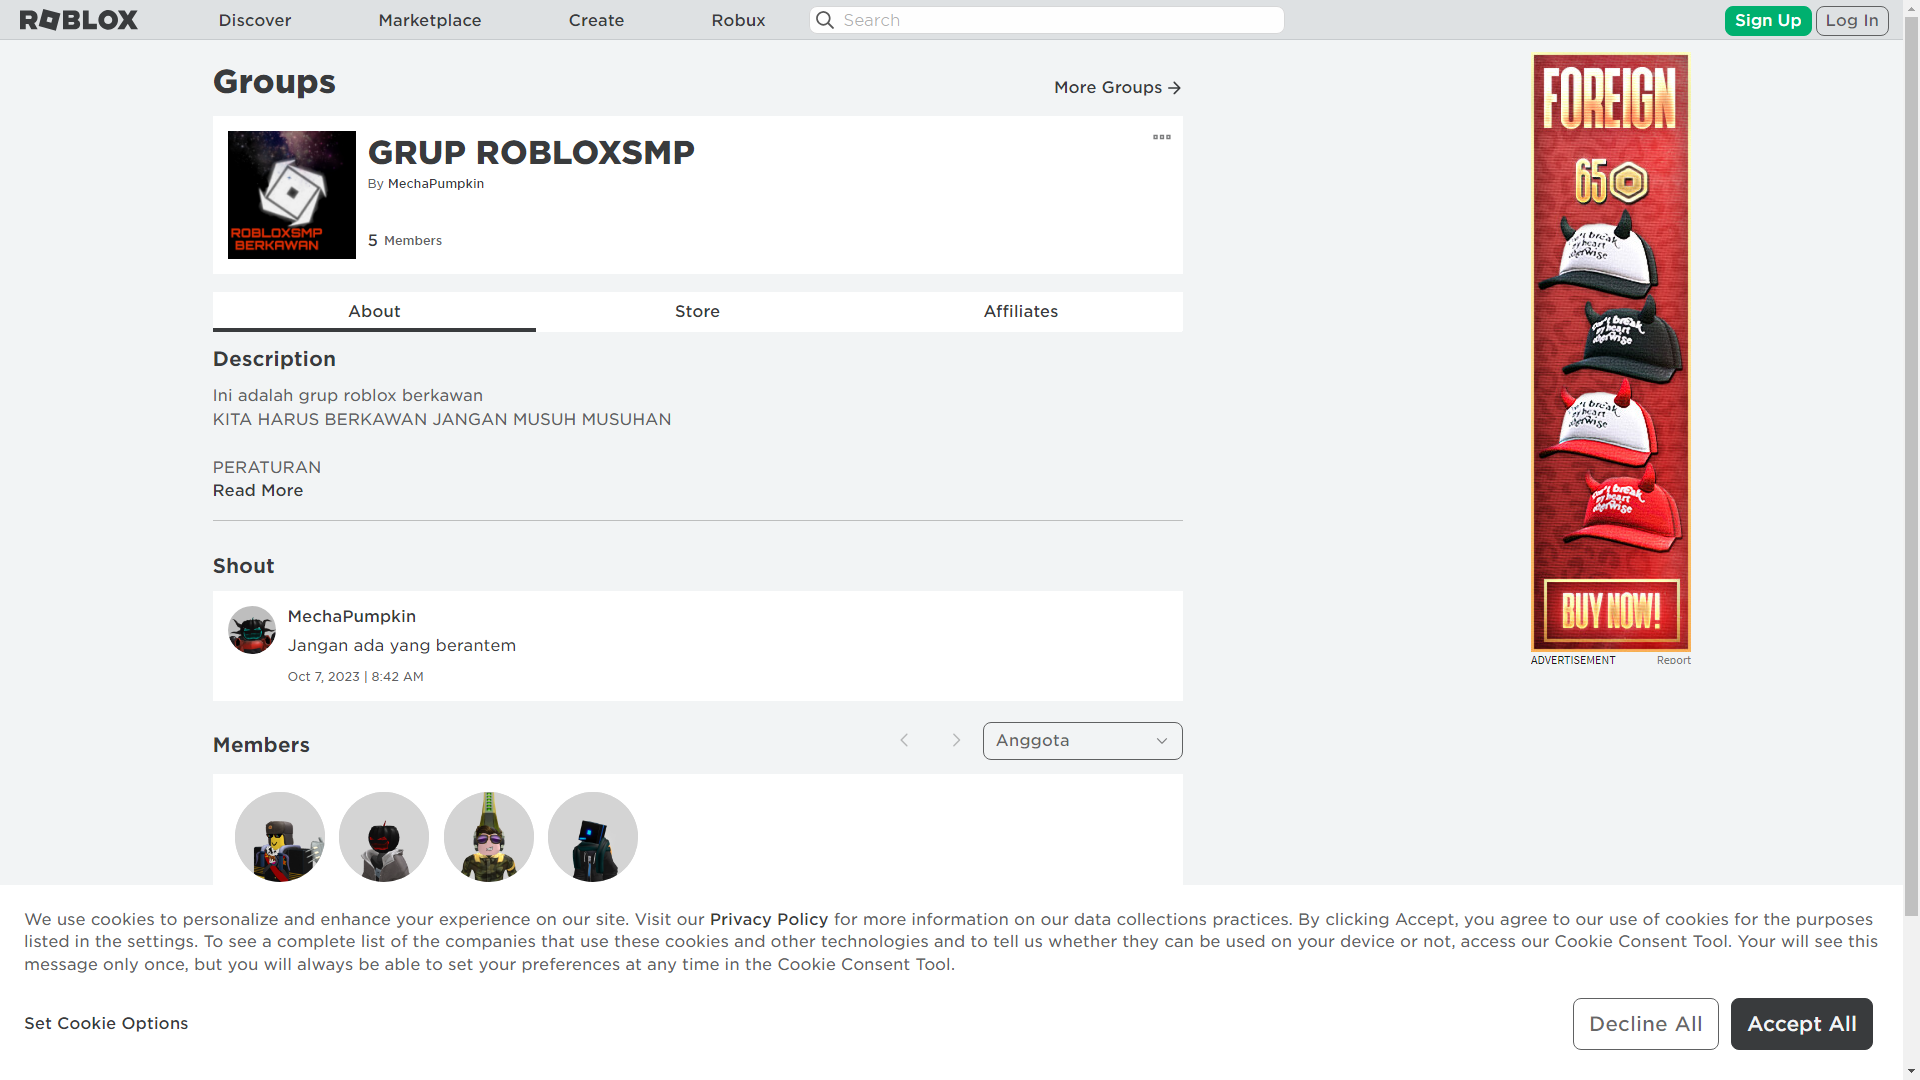 ROBLOX
Discover
Marketplace
Create
Robux
Search
Sign Up
Log In
Groups
More Groups
GRUP ROBLOXSMP
By MechaPumpkin
5 Members
ROBLOXSMP
BERKAWAN
About
Store
Affiliates
Description
Ini adalah grup roblox berkawan
KITA HARUS BERKAWAN JANGAN MUSUH MUSUHAN
PERATURAN
Read More
Shout
MechaPumpkin
Jangan ada yang berantem
Oct 7, 2023 | 8:42 AM
Members
Anggota
FOREIGN
65
BUY NOW!
ADVERTISEMENT
Report
We use cookies to personalize and enhance your experience on our site. Visit our Privacy Policy for more information on our data collections practices. By clicking Accept, you agree to our use of cookies for the purposes
listed in the settings. To see a complete list of the companies that use these cookies and other technologies and to tell us whether they can be used on your device or not, access our Cookie Consent Tool. Your will see this
message only once, but you will always be able to set your preferences at any time in the Cookie Consent Tool.
Set Cookie Options
Decline All
Accept All